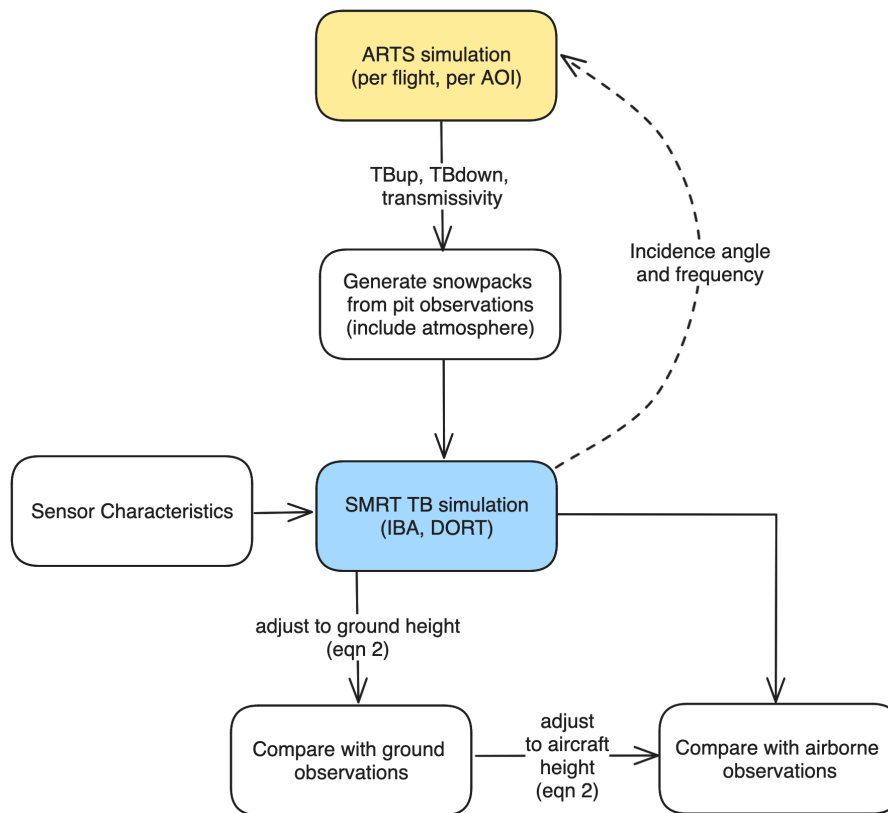 ARTS simulation
(per flight, per AOI)
TBup, TBdown,
transmissivity
Incidence angle
and frequency
Generate snowpacks
from pit observations
(include atmosphere)
Sensor Characteristics
SMRT TB simulation
(IBA, DORT)
adjust to ground height
(eqn 2)
Compare with ground
observations
adjust
to aircraft
height
(eqn 2)
Compare with airborne
observations